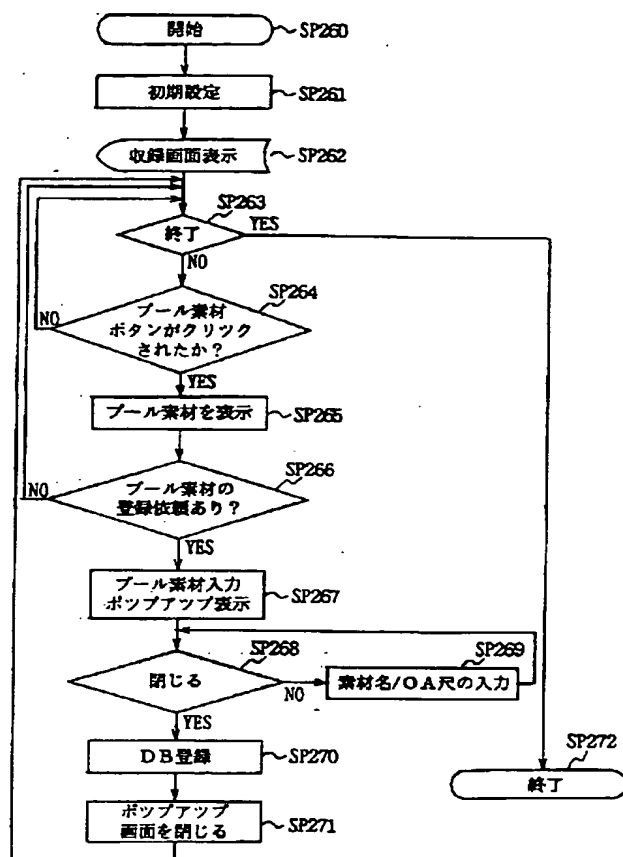 開始
SP260
初期設定
SP261
収録画面表示
SP262
SP263
終了
YES
NO
SP264
プール素材
ボタンがクリック
されたか？
NO
YES
プール素材を表示
SP265
SP266
プール素材の
登録依頼あり？
NO
YES
プール素材入力
ポップアップ表示
SP267
SP268
閉じる
NO
SP269
素材名/OA尺の入力
YES
DB登録
SP270
SP272
終了
ポップアップ
画面を閉じる
SP271